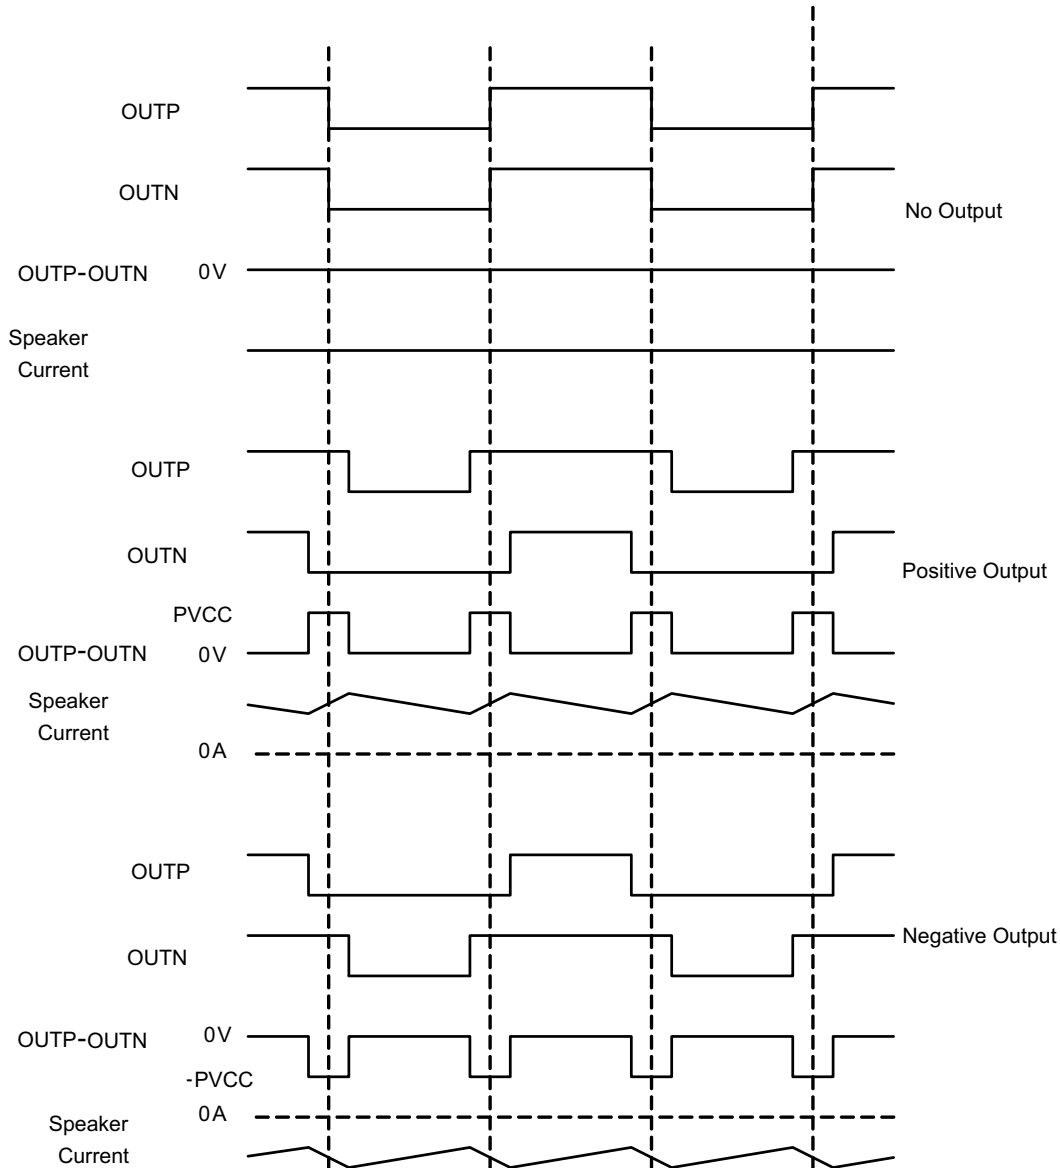 OUTP
OUTN
No Output
OUTP-OUTN 0V
Speaker
Current
OUTP
OUTN
Positive Output
PVCC
OUTP-OUTN 0V
Speaker
Current
0A
OUTP
OUTN
Negative Output
OUTP-OUTN 0V
-PVCC
0A
Speaker
Current